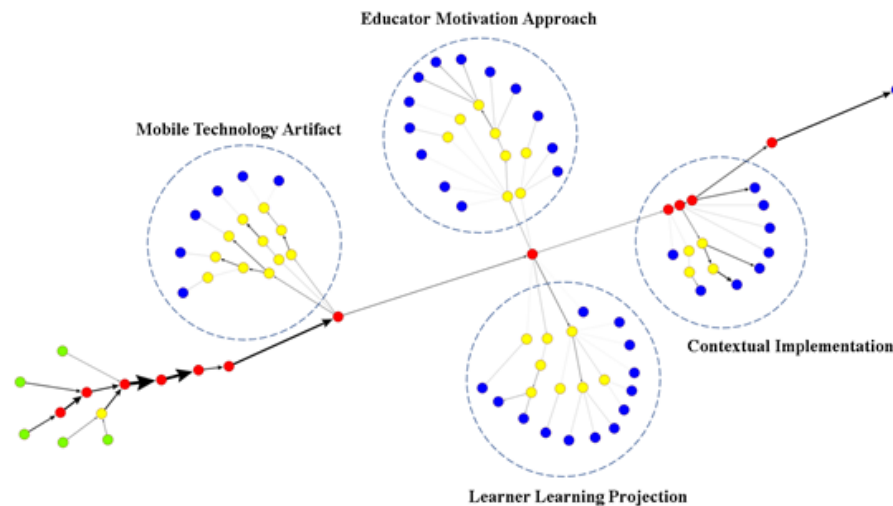 Educator Motivation Approach
Mobile Technology Artifact
Contextual Implementation
Learner Learning Projection